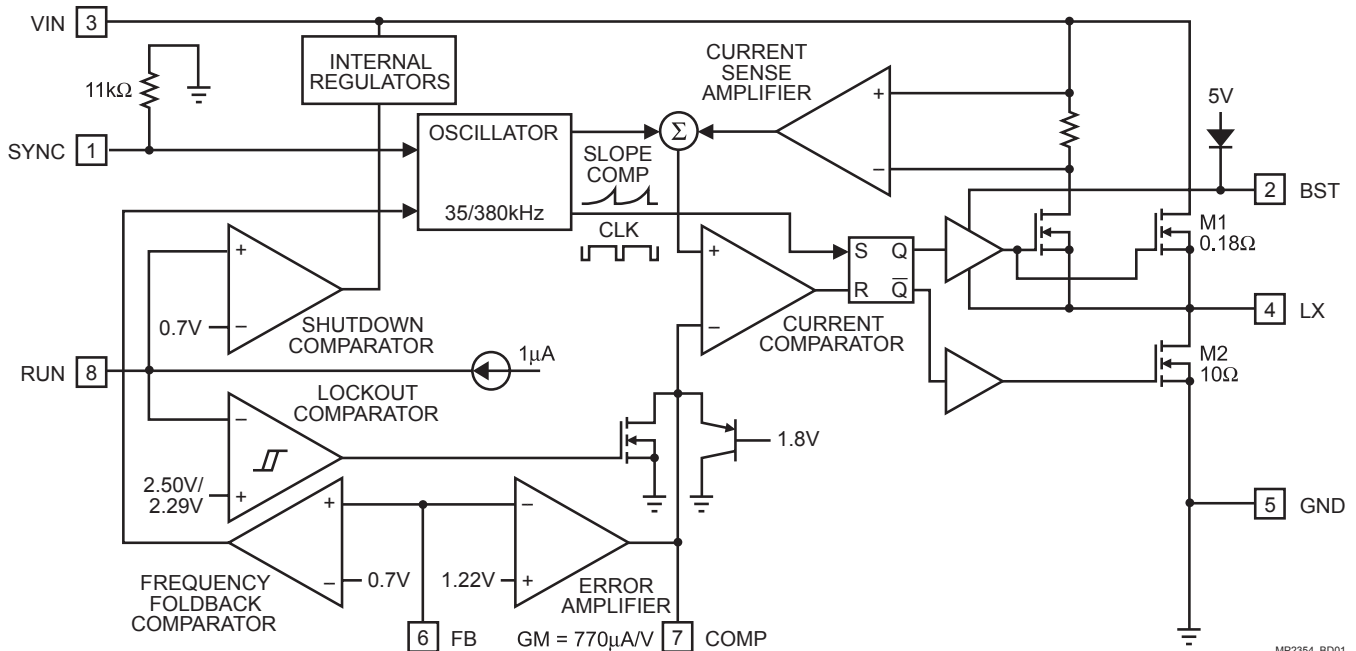 VIN 3
INTERNAL
REGULATORS
11kΩ
SYNC 1
OSCILLATOR
35/380kHz
Σ
SLOPE
COMP
CLK
CURRENT
SENSE
AMPLIFIER
+
–
5V
2 BST
M1
0.18Ω
+
–
0.7V
SHUTDOWN
COMPARATOR
+
–
CURRENT
COMPARATOR
S Q
R Q̅
4 LX
M2
10Ω
RUN 8
1µA
LOCKOUT
COMPARATOR
–
+
2.50V/
2.29V
1.8V
5 GND
+
–
0.7V
FREQUENCY
FOLDBACK
COMPARATOR
–
+
1.22V
ERROR
AMPLIFIER
6 FB
GM = 770µA/V
7 COMP
MP2354_BD01